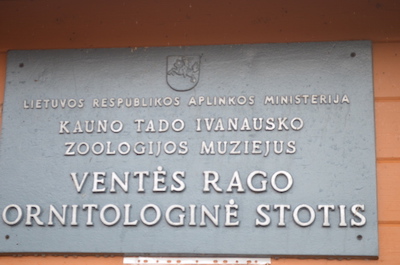 LIETUVOS RESPUBLIKOS APLINKOS MINISTERIJA
KAUNO TADO IVANAUSKO
ZOOLOGIJOS MUZIEJUS
VENTĖS RAGO
ORNITOLOGINĖ STOTIS